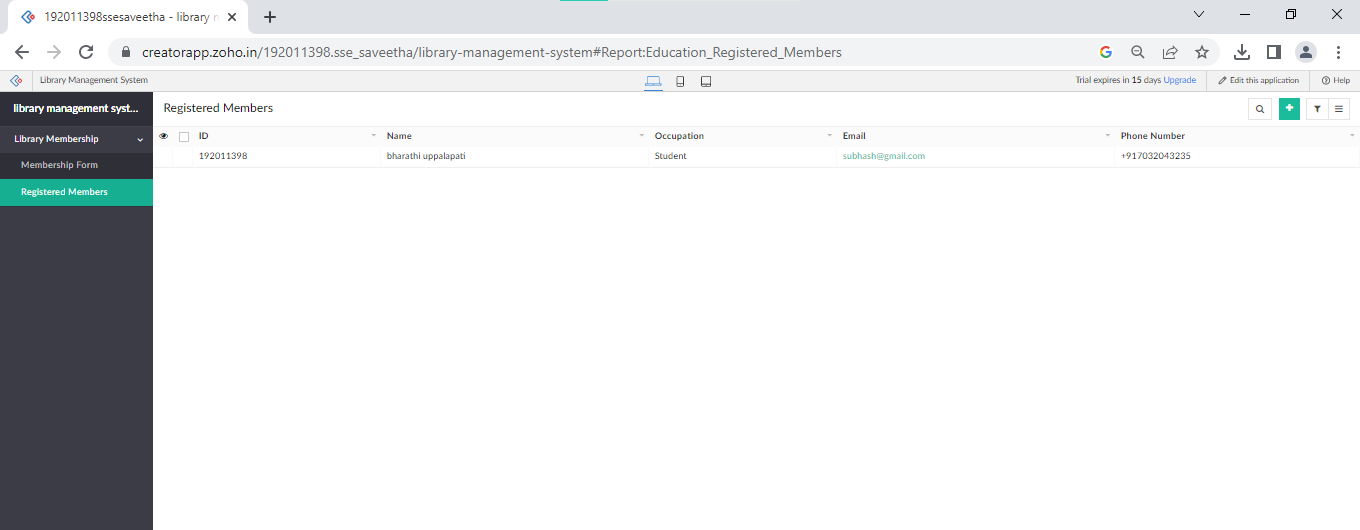 192011398ssesaveetha - library n
creatorapp.zoho.in/192011398.sse_saveetha/library-management-system#Report:Education_Registered_Members
Library Management System Trial expires in 15 days Upgrade Edit this application Help
library management syst... Registered Members
Library Membership ID Name Occupation Email Phone Number
Membership Form 192011398 bharathi uppalapati Student subhash@gmail.com +917032043235
Registered Members